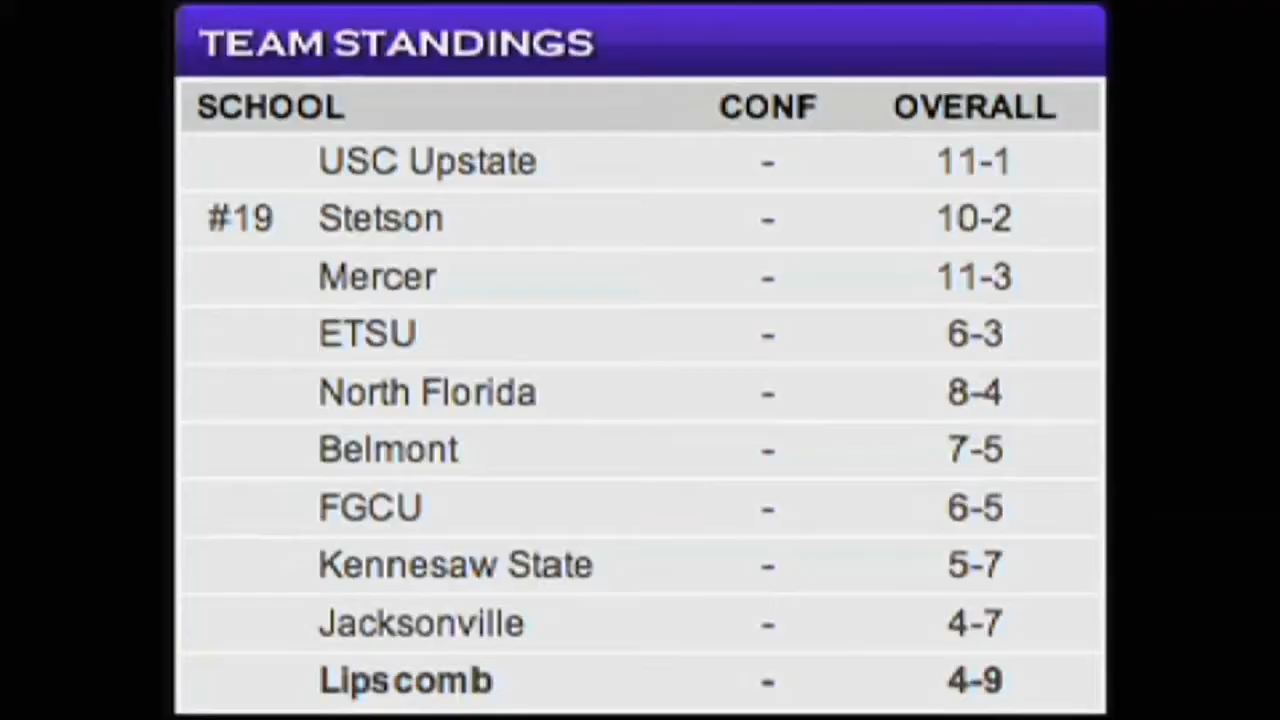 TEAM STANDINGS
SCHOOL CONF OVERALL
USC Upstate - 11-1
#19 Stetson - 10-2
Mercer - 11-3
ETSU - 6-3
North Florida - 8-4
Belmont - 7-5
FGCU - 6-5
Kennesaw State - 5-7
Jacksonville - 4-7
Lipscomb - 4-9